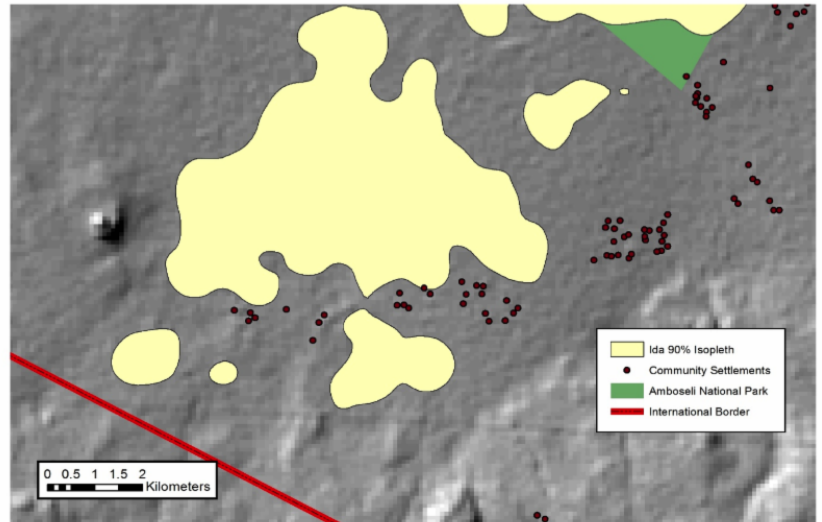 Ida 90% Isopleth
Community Settlements
Amboseli National Park
International Border
0 0.5 1 1.5 2
Kilometers